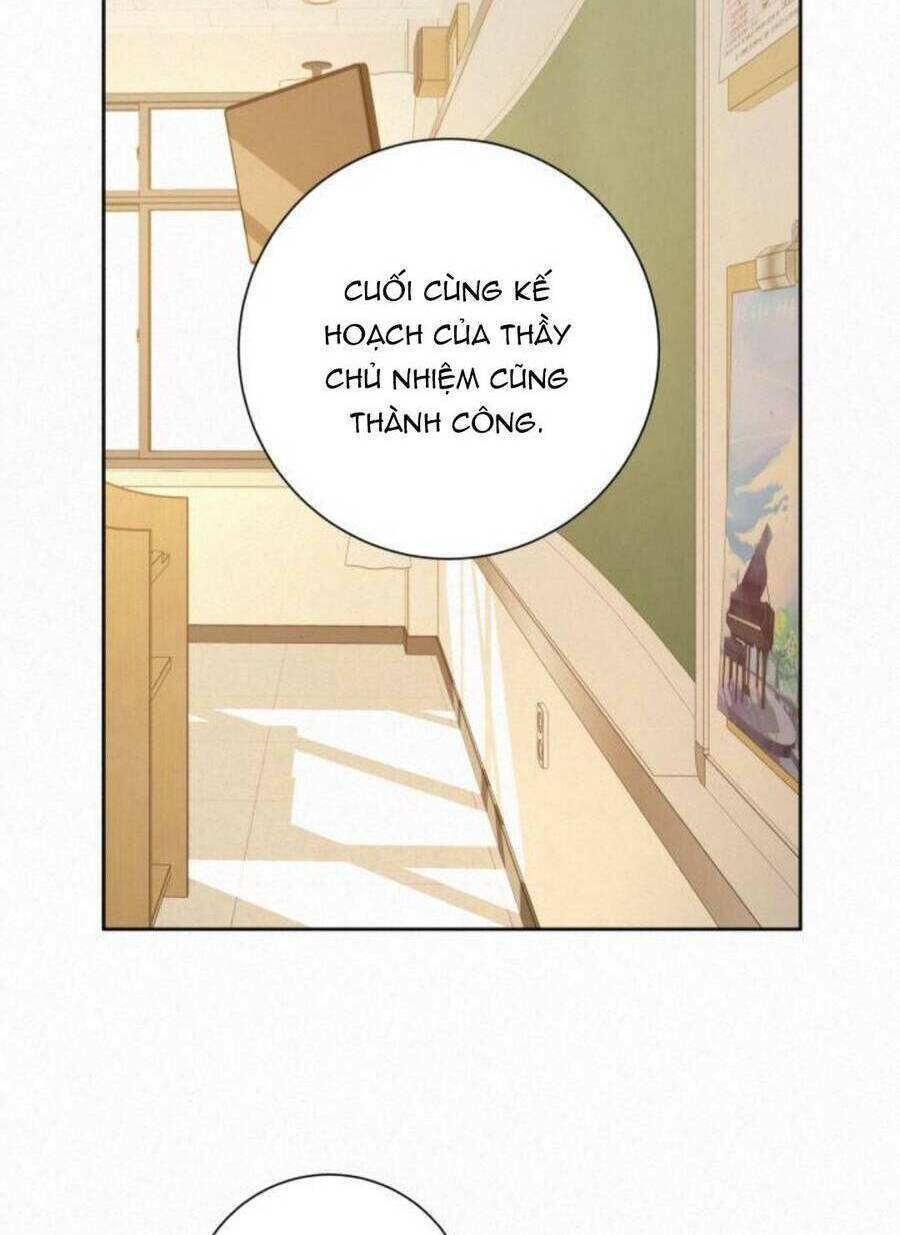 CUỐI CÙNG KẾ
HOẠCH CỦA THẦY
CHỦ NHIỆM CŨNG
THÀNH CÔNG.